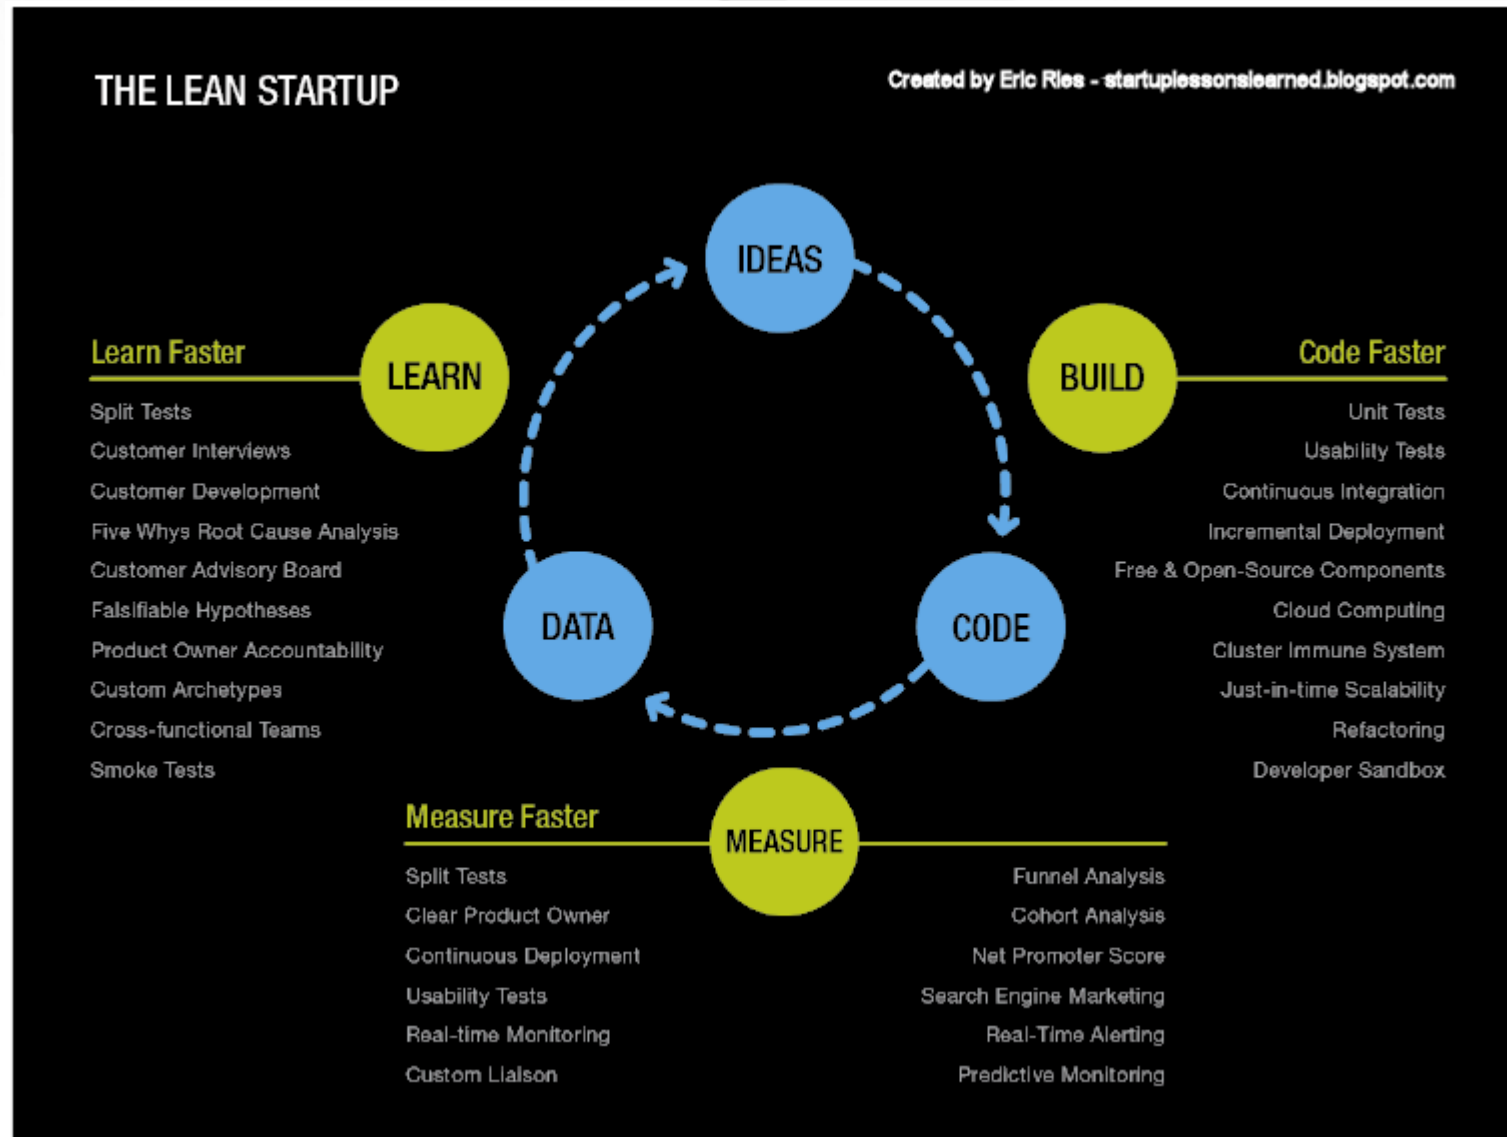 THE LEAN STARTUP
Created by Eric Ries - startuplessonslearned.blogspot.com
IDEAS
Learn Faster
LEARN
Split Tests
Customer Interviews
Customer Development
Five Whys Root Cause Analysis
Customer Advisory Board
Falsifiable Hypotheses
Product Owner Accountability
Custom Archetypes
Cross-functional Teams
Smoke Tests
BUILD
Code Faster
Unit Tests
Usability Tests
Continuous Integration
Incremental Deployment
Free & Open-Source Components
Cloud Computing
Cluster Immune System
Just-in-time Scalability
Refactoring
Developer Sandbox
DATA
CODE
Measure Faster
MEASURE
Split Tests
Clear Product Owner
Continuous Deployment
Usability Tests
Real-time Monitoring
Custom Liaison
Funnel Analysis
Cohort Analysis
Net Promoter Score
Search Engine Marketing
Real-Time Alerting
Predictive Monitoring